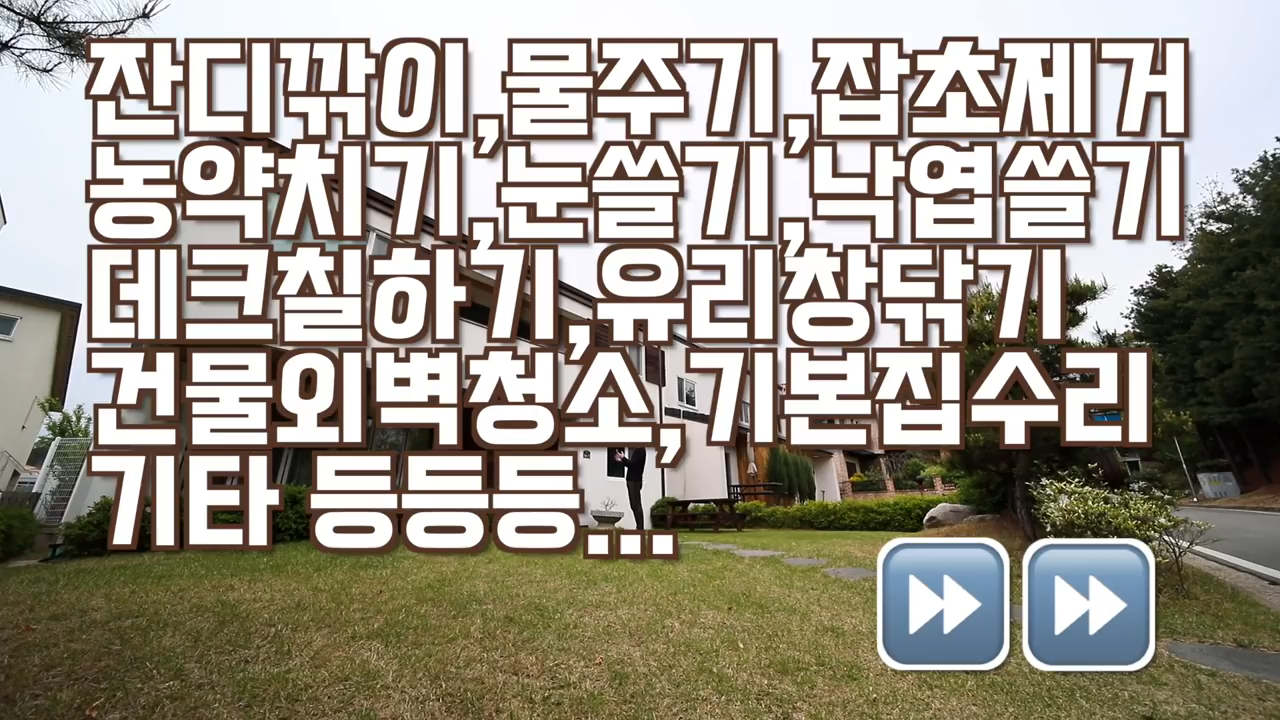 잔디깎이,물주기,잡초제거
농약치기,눈쓸기,낙엽쓸기
데크칠하기,유리창닦기
건물외벽청소,기본집수리
기타 등등등...